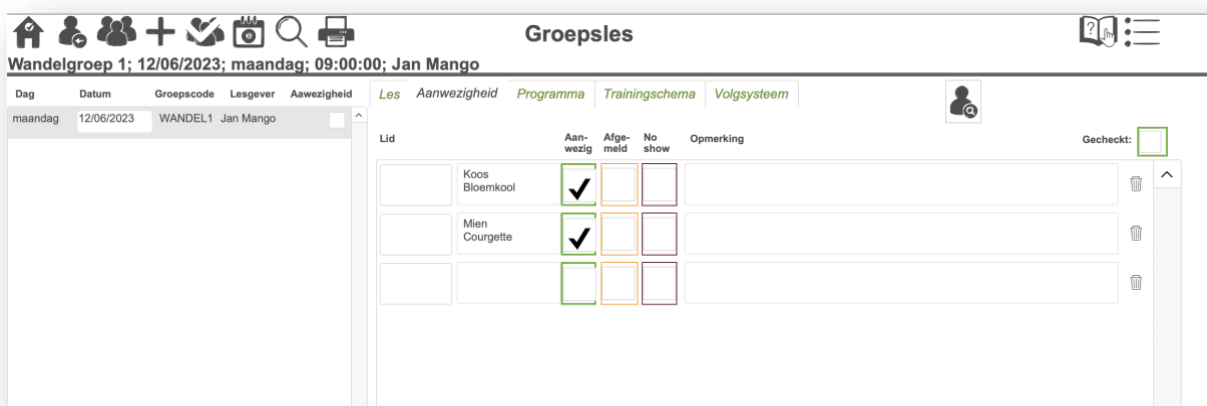 Groepsles
Wandelgroep 1; 12/06/2023; maandag; 09:00:00; Jan Mango
Dag Datum Groepscode Lesgever Aawezigheid
maandag 12/06/2023 WANDEL1 Jan Mango
Les Aanwezigheid Programma Trainingschema Volgsysteem
Lid Aan-wezig Afge-meld No show Opmerking Gecheckt:
Koos
Bloemkool
Mien
Courgette